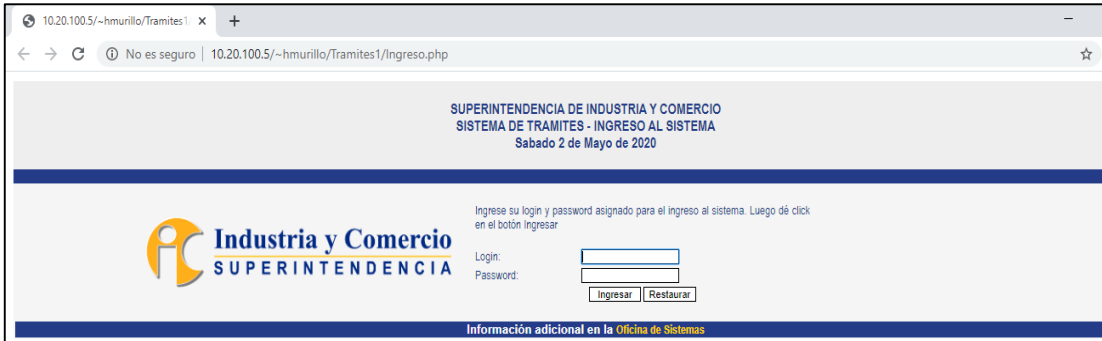 10.20.100.5/~hmurillo/Tramites1/
No es seguro | 10.20.100.5/~hmurillo/Tramites1/Ingreso.php
SUPERINTENDENCIA DE INDUSTRIA Y COMERCIO
SISTEMA DE TRAMITES - INGRESO AL SISTEMA
Sabado 2 de Mayo de 2020
Ingrese su login y password asignado para el ingreso al sistema. Luego dé click
en el botón Ingresar
Industria y Comercio
SUPERINTENDENCIA
Login:
Password:
Ingresar Restaurar
Información adicional en la Oficina de Sistemas